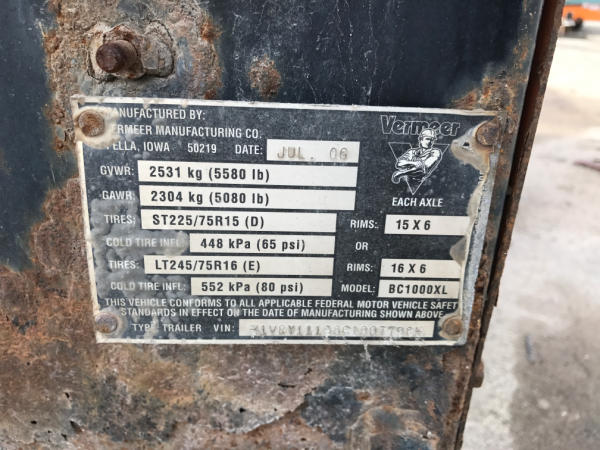 MANUFACTURED BY:
VERMEER MANUFACTURING CO.
PELLA, IOWA 50219 DATE: JUL. 06
Vermeer
GVWR: 2531 kg (5580 lb)
GAWR: 2304 kg (5080 lb) EACH AXLE
TIRES: ST225/75R15 (D) RIMS: 15 X 6
COLD TIRE INFL: 448 kPa (65 psi) OR
TIRES: LT245/75R16 (E) RIMS: 16 X 6
COLD TIRE INFL: 552 kPa (80 psi) MODEL: BC1000XL
THIS VEHICLE CONFORMS TO ALL APPLICABLE FEDERAL MOTOR VEHICLE SAFETY
STANDARDS IN EFFECT ON THE DATE OF MANUFACTURING SHOWN ABOVE
TYPE: TRAILER VIN: